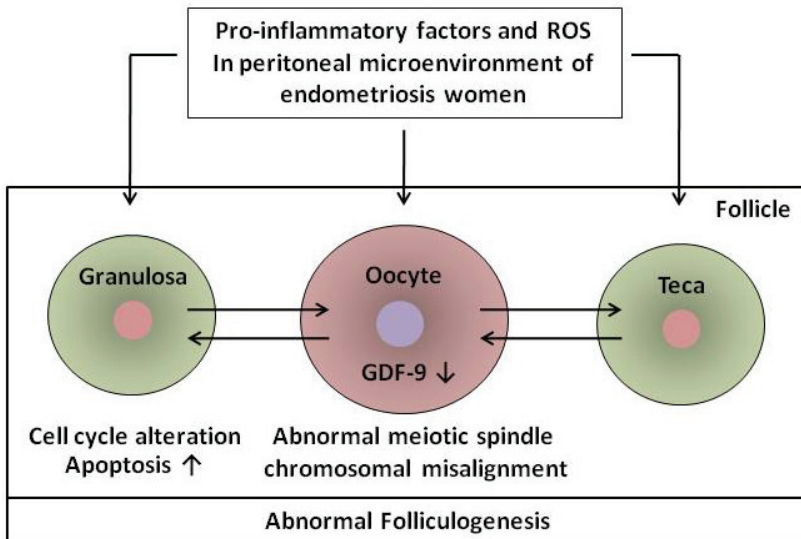 Pro-inflammatory factors and ROS
In peritoneal microenvironment of
endometriosis women
Follicle
Granulosa
Oocyte
Teca
GDF-9 ↓
Cell cycle alteration
Apoptosis ↑
Abnormal meiotic spindle
chromosomal misalignment
Abnormal Folliculogenesis